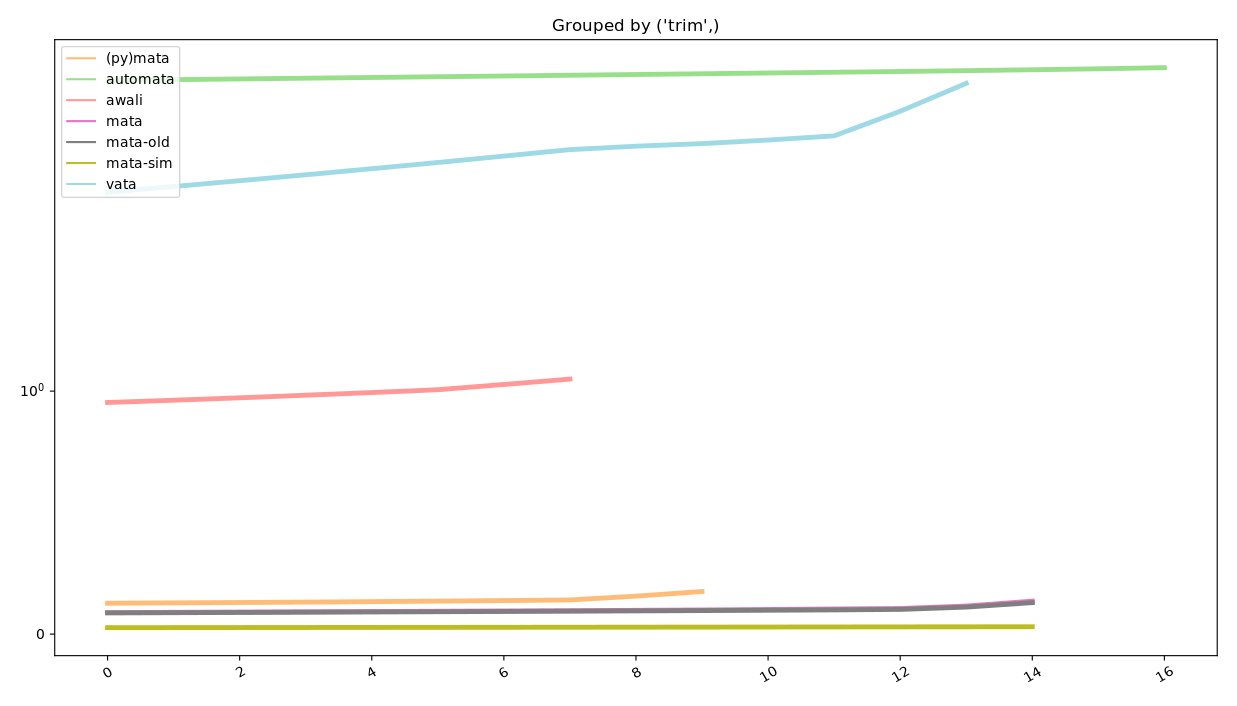 Grouped by ('trim',)
(py)mata
automata
awali
mata
mata-old
mata-sim
vata
10⁰
0
0 2 4 6 8 10 12 14 16